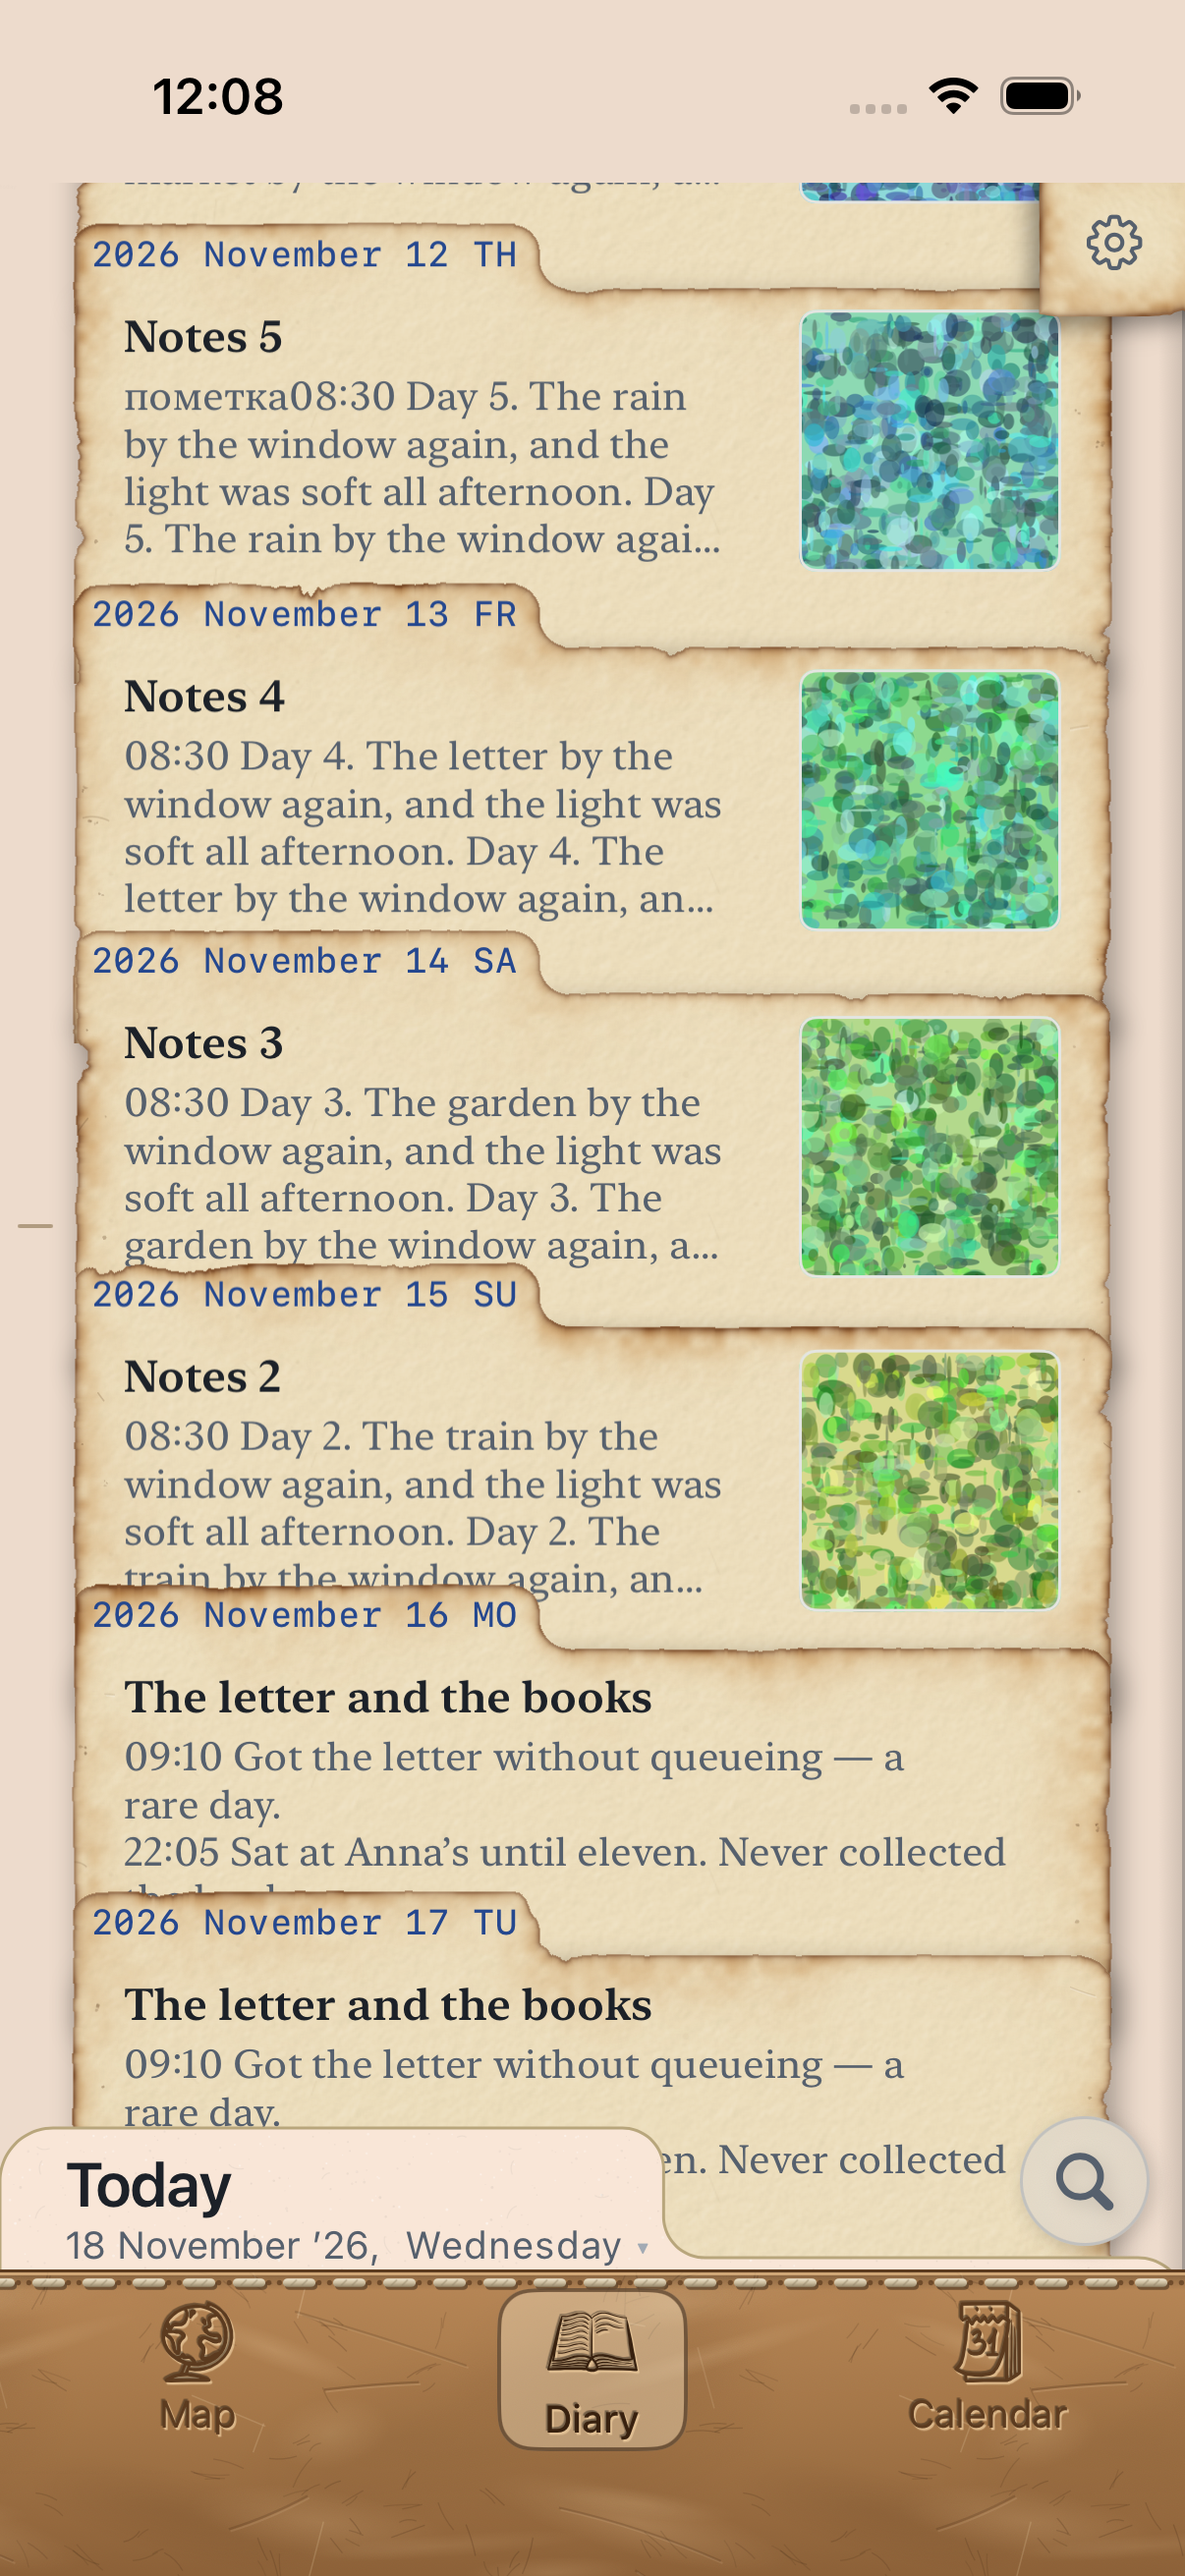 12:08
market by the window again, a...
2026 November 12 TH
Notes 5
пометка08:30 Day 5. The rain
by the window again, and the
light was soft all afternoon. Day
5. The rain by the window agai...
2026 November 13 FR
Notes 4
08:30 Day 4. The letter by the
window again, and the light was
soft all afternoon. Day 4. The
letter by the window again, an...
2026 November 14 SA
Notes 3
08:30 Day 3. The garden by the
window again, and the light was
soft all afternoon. Day 3. The
garden by the window again, a...
2026 November 15 SU
Notes 2
08:30 Day 2. The train by the
window again, and the light was
soft all afternoon. Day 2. The
train by the window again, an...
2026 November 16 MO
The letter and the books
09:10 Got the letter without queueing — a
rare day.
22:05 Sat at Anna’s until eleven. Never collected
2026 November 17 TU
The letter and the books
09:10 Got the letter without queueing — a
rare day.
Never collected
Today
18 November ’26, Wednesday
Map
Diary
31
Calendar